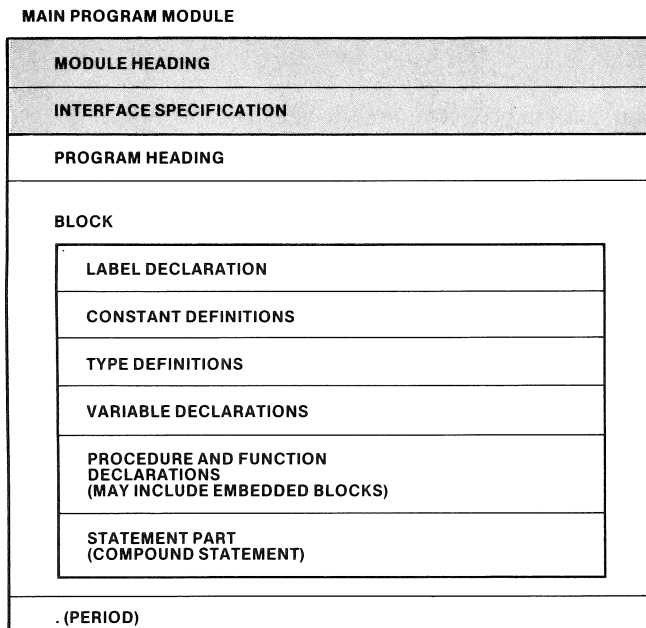 MAIN PROGRAM MODULE
MODULE HEADING
INTERFACE SPECIFICATION
PROGRAM HEADING
BLOCK
LABEL DECLARATION
CONSTANT DEFINITIONS
TYPE DEFINITIONS
VARIABLE DECLARATIONS
PROCEDURE AND FUNCTION
DECLARATIONS
(MAY INCLUDE EMBEDDED BLOCKS)
STATEMENT PART
(COMPOUND STATEMENT)
. (PERIOD)